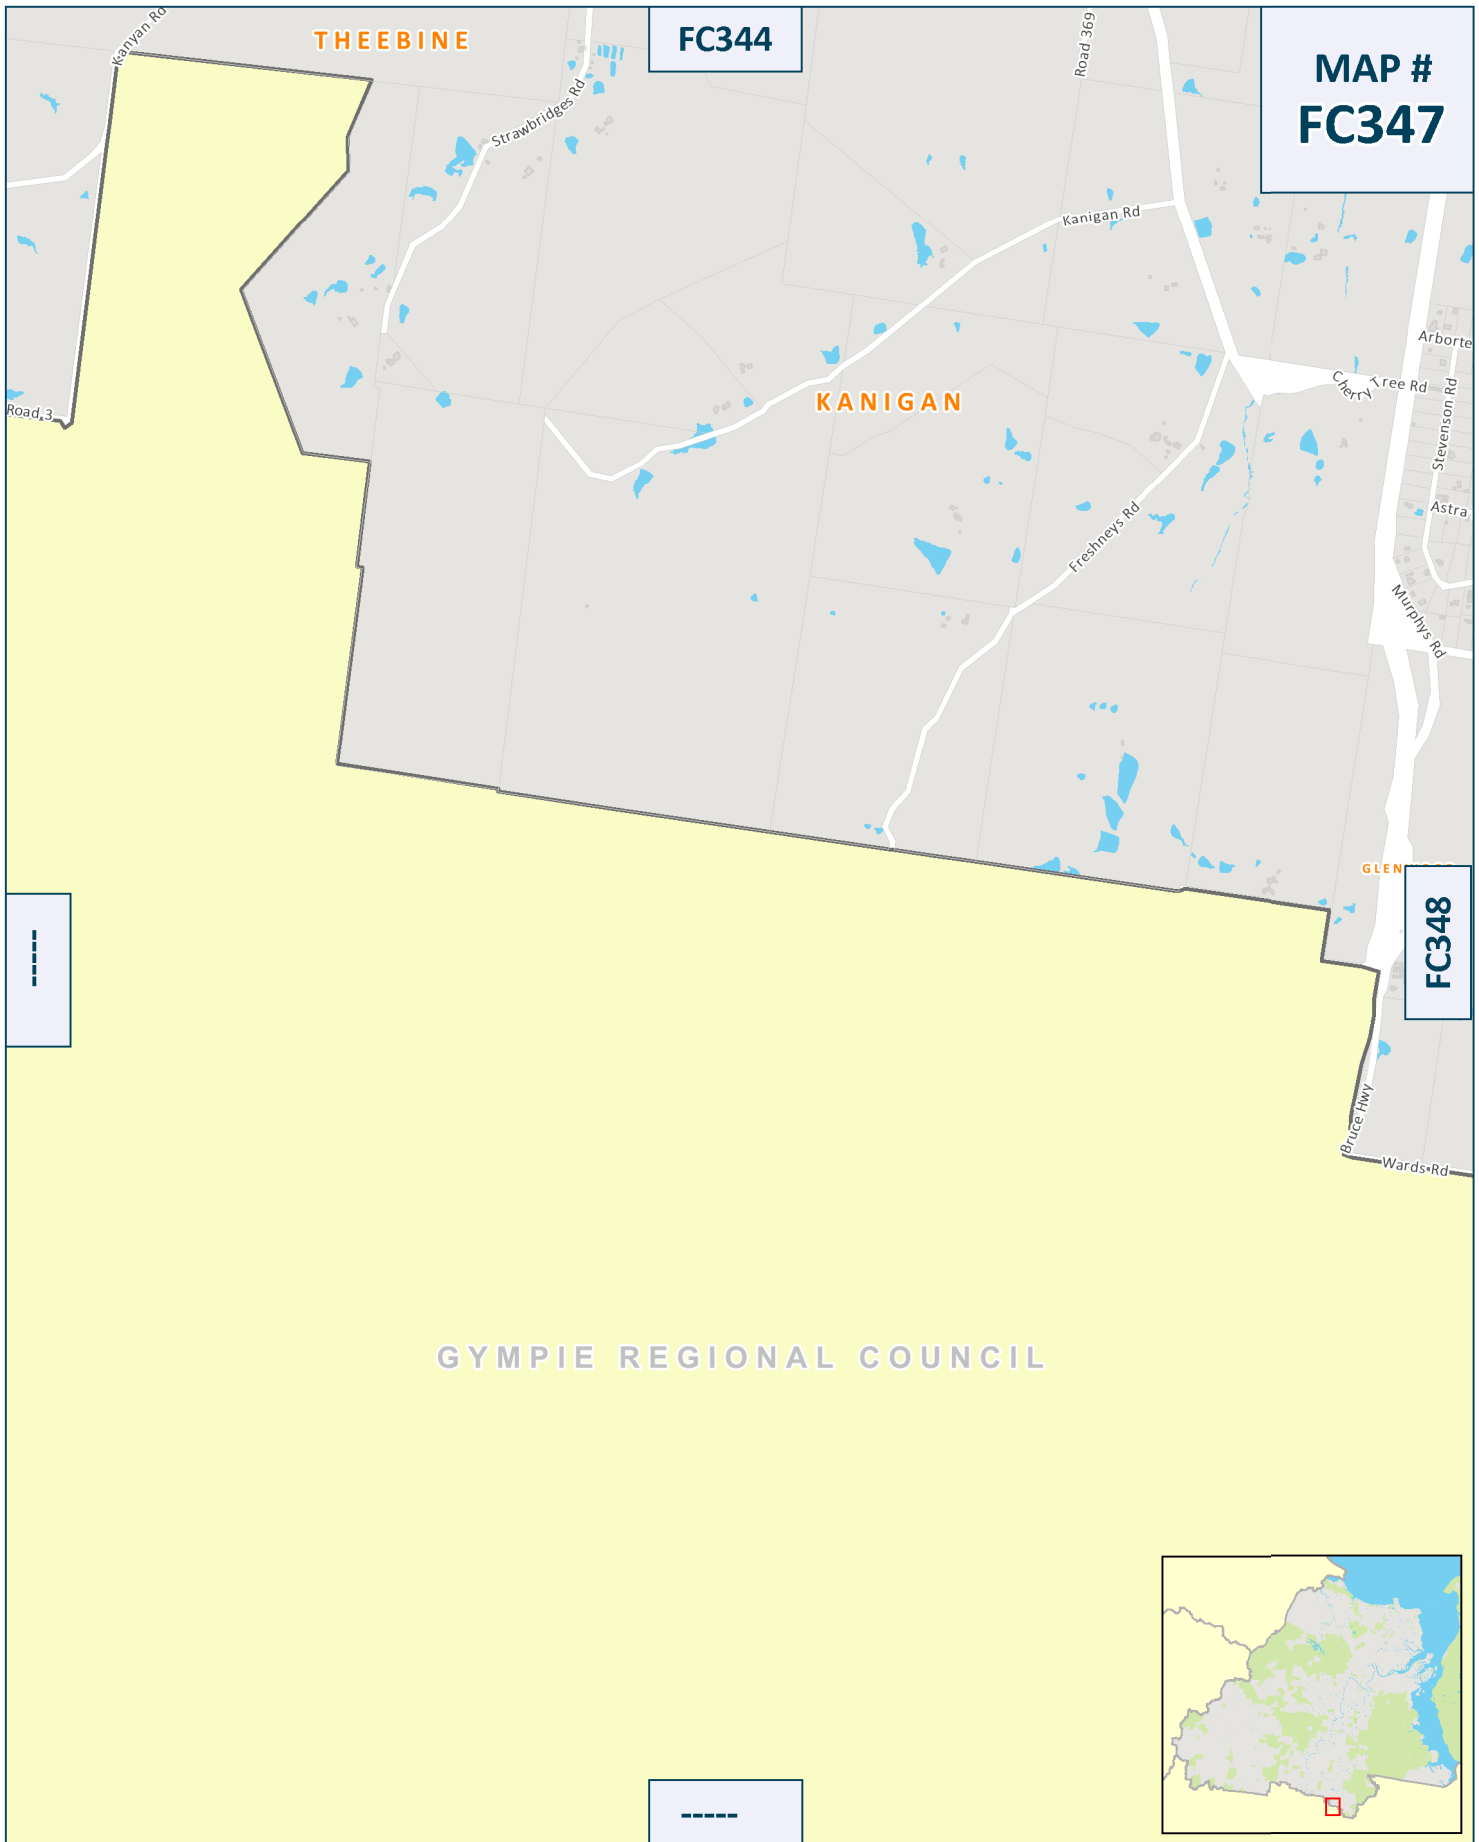 Kanyan Rd
THEEBINE
FC344
Road 369
MAP #
FC347
Strawbridges Rd
Kanigan Rd
Arborte
Cherry Tree Rd
Stevenson Rd
KANIGAN
Road 3
Astra
Freshneys Rd
Murphys Rd
-----
FC348
Bruce Hwy
Wards Rd
GYMPIE REGIONAL COUNCIL
-----